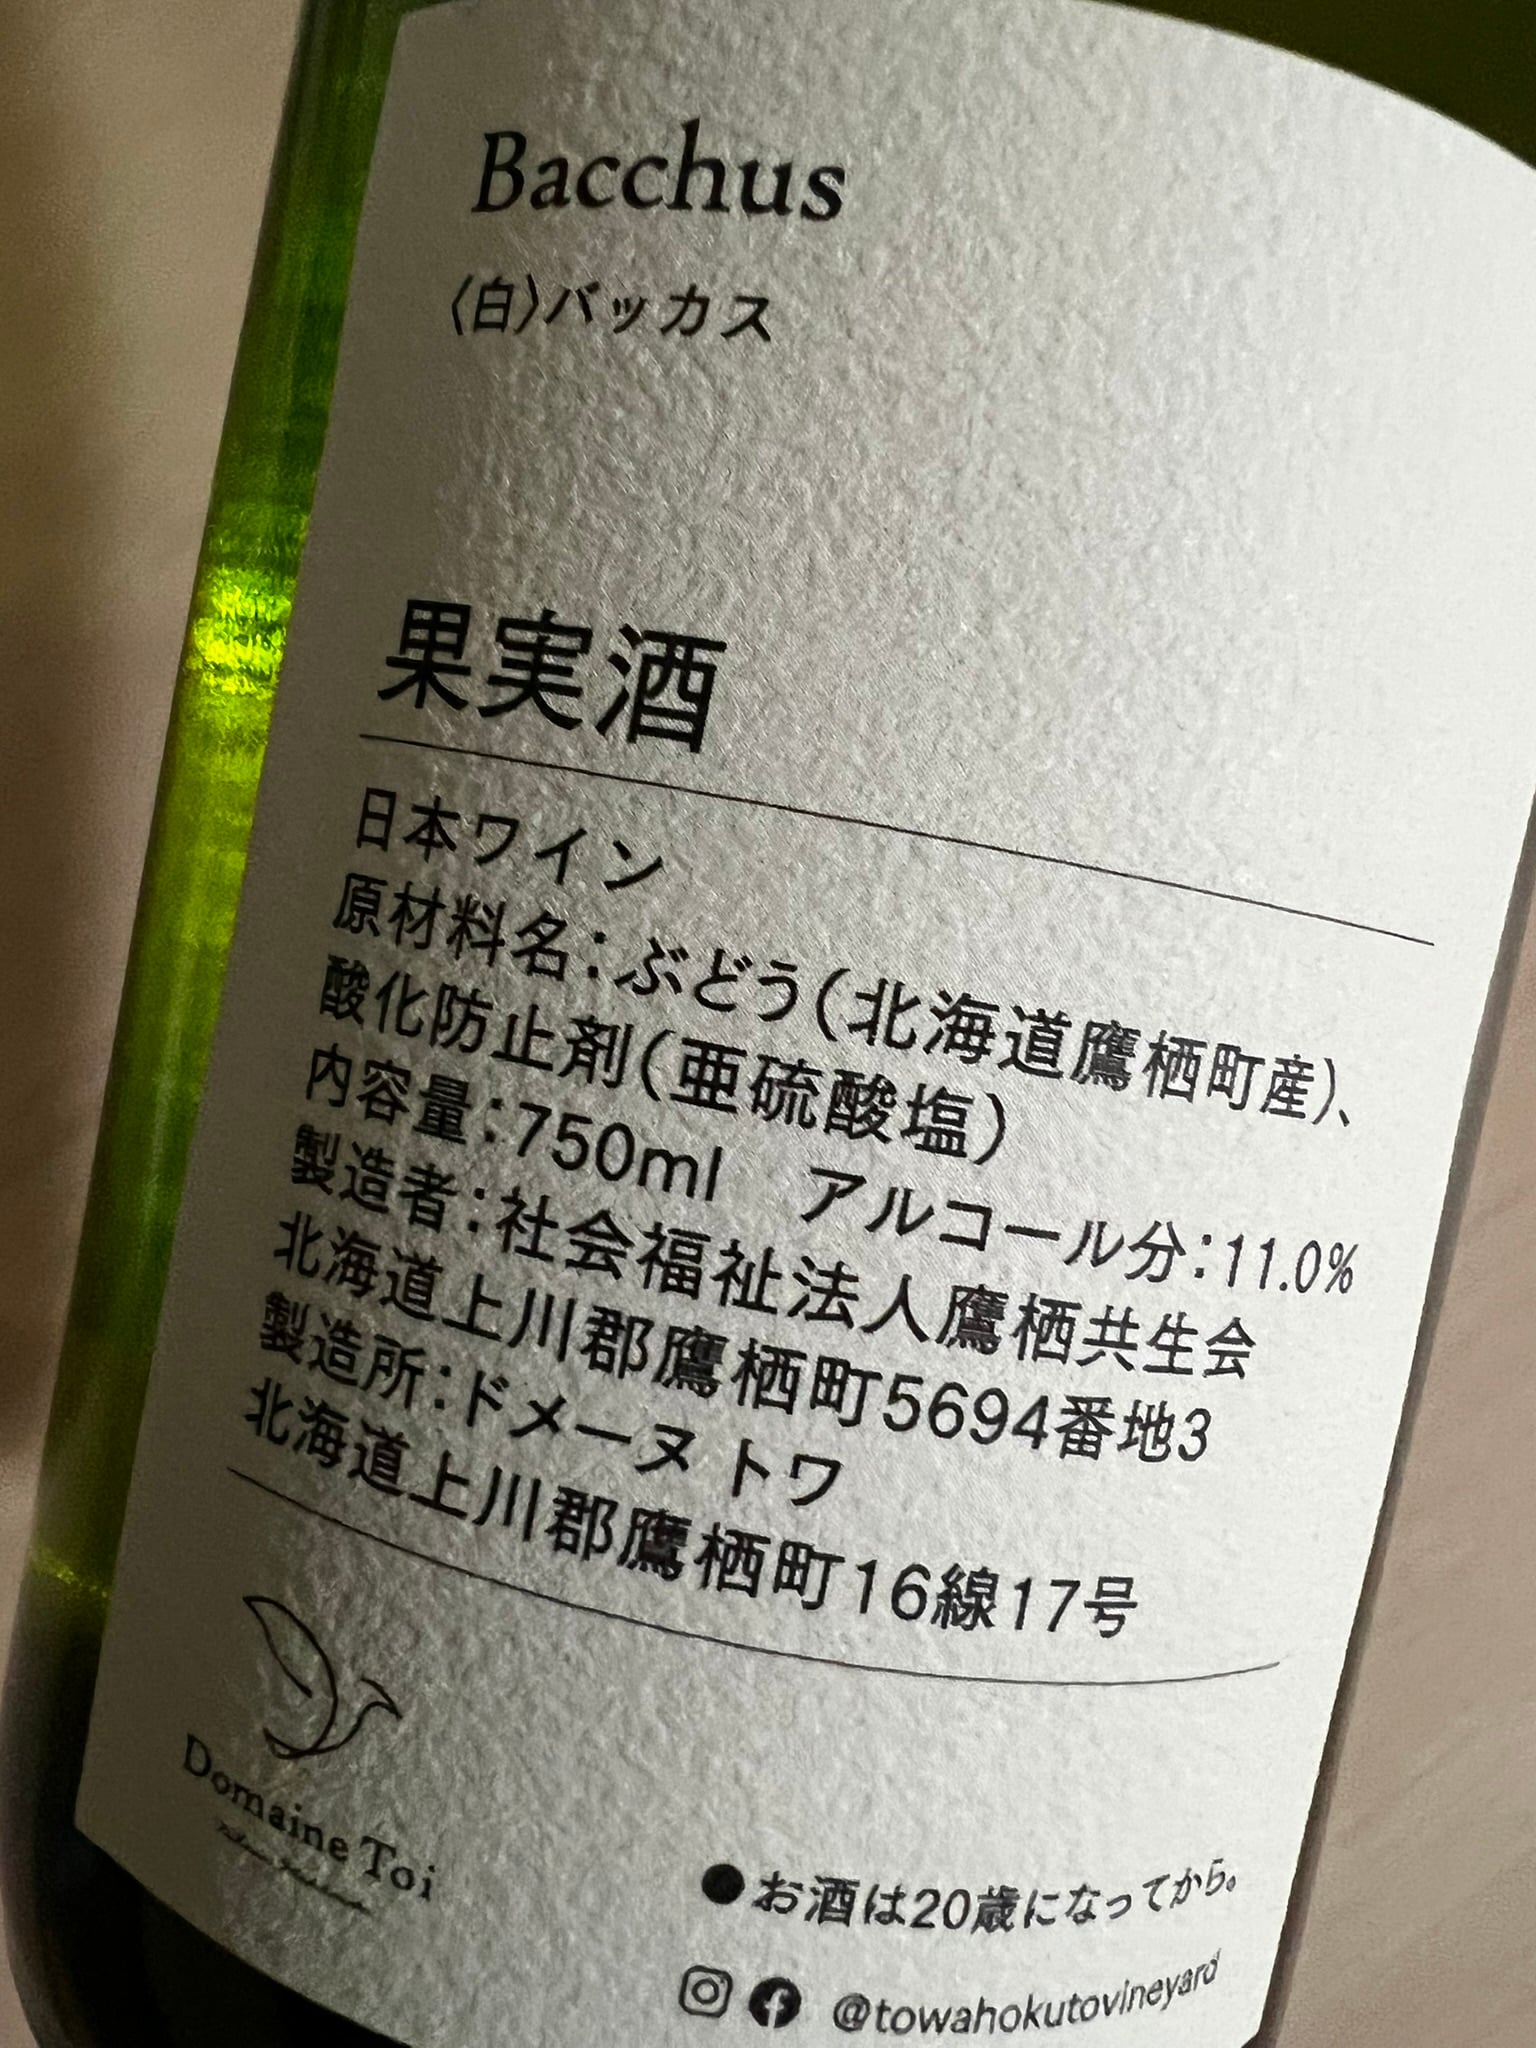 Bacchus
〈白〉バッカス
果実酒
日本ワイン
原材料名：ぶどう（北海道鷹栖町産）、
酸化防止剤（亜硫酸塩）
内容量：750ml　アルコール分：11.0%
製造者：社会福祉法人鷹栖共生会
北海道上川郡鷹栖町5694番地3
製造所：ドメーヌ トワ
北海道上川郡鷹栖町16線17号
Domaine Toi
●お酒は20歳になってから。
@towahokutovineyard